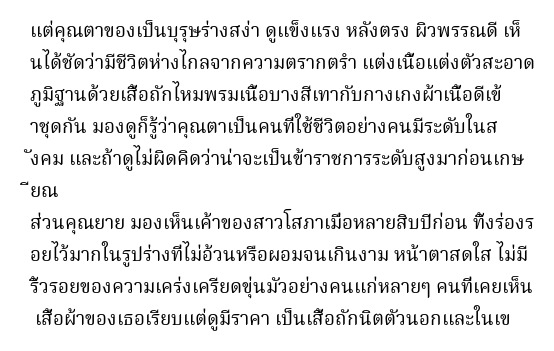 แต่คุณตาของเป็นบุรุษร่างสง่า ดูแข็งแรง หลังตรง ผิวพรรณดี เห็
นได้ชัดว่ามีชีวิตห่างไกลจากความตรากตรำ แต่งเนื้อแต่งตัวสะอาด
ภูมิฐานด้วยเสื้อถักไหมพรมเนื้อบางสีเทากับกางเกงผ้าเนื้อดีเข้
าชุดกัน มองดูก็รู้ว่าคุณตาเป็นคนที่ใช้ชีวิตอย่างคนมีระดับในส
ังคม และถ้าดูไม่ผิดคิดว่าน่าจะเป็นข้าราชการระดับสูงมาก่อนเกษ
ียณ
ส่วนคุณยาย มองเห็นเค้าของสาวโสภาเมื่อหลายสิบปีก่อน ทิ้งร่องร
อยไว้มากในรูปร่างที่ไม่อ้วนหรือผอมจนเกินงาม หน้าตาสดใส ไม่มี
ริ้วรอยของความเคร่งเครียดขุ่นมัวอย่างคนแก่หลายๆ คนที่เคยเห็น
เสื้อผ้าของเธอเรียบแต่ดูมีราคา เป็นเสื้อถักนิตตัวนอกและในเข